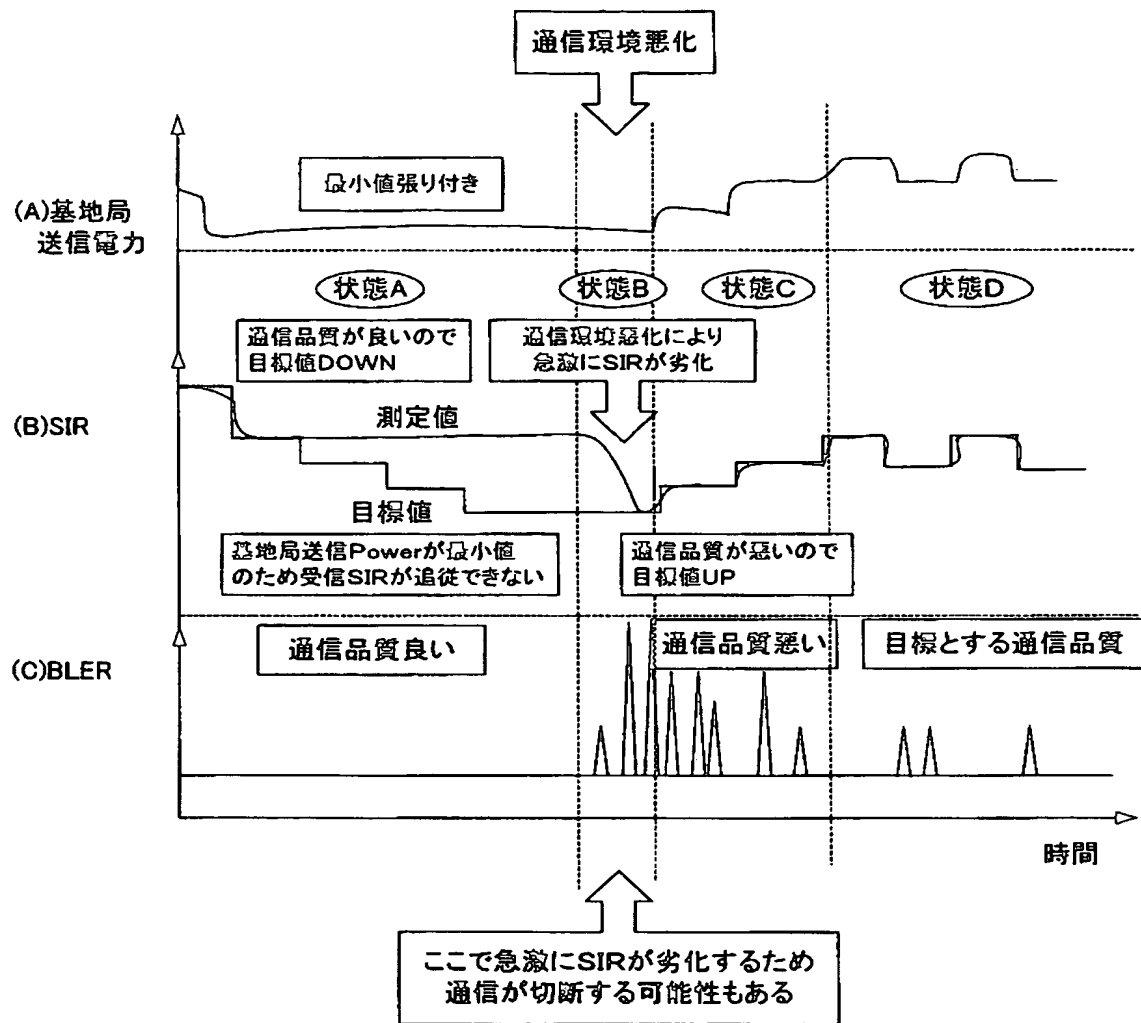 通信環境悪化
最小値張り付き
(A)基地局
送信電力
状態A
状態B
状態C
状態D
通信品質が良いので
目標値DOWN
通信環境悪化により
急激にSIRが劣化
(B)SIR
測定値
目標値
基地局送信Powerが最小値
のため受信SIRが追従できない
通信品質が悪いので
目標値UP
(C)BLER
通信品質良い
通信品質悪い
目標とする通信品質
時間
ここで急激にSIRが劣化するため
通信が切断する可能性もある